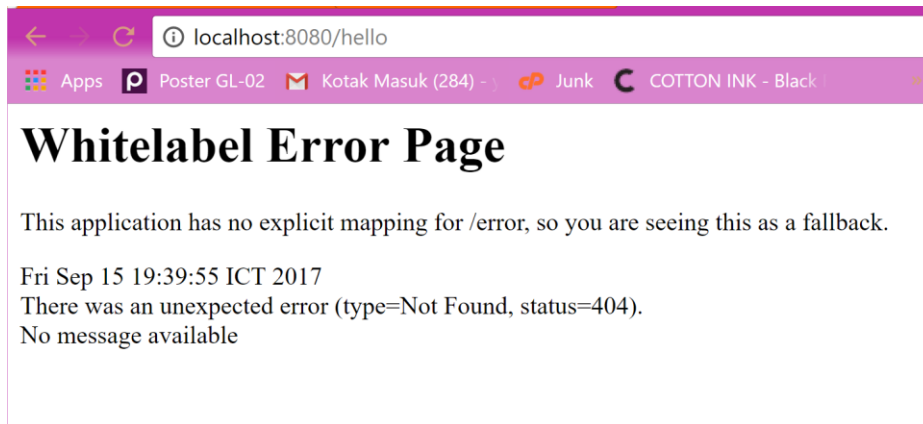 localhost:8080/hello
Apps Poster GL-02 Kotak Masuk (284) - Junk COTTON INK - Black
Whitelabel Error Page
This application has no explicit mapping for /error, so you are seeing this as a fallback.
Fri Sep 15 19:39:55 ICT 2017
There was an unexpected error (type=Not Found, status=404).
No message available